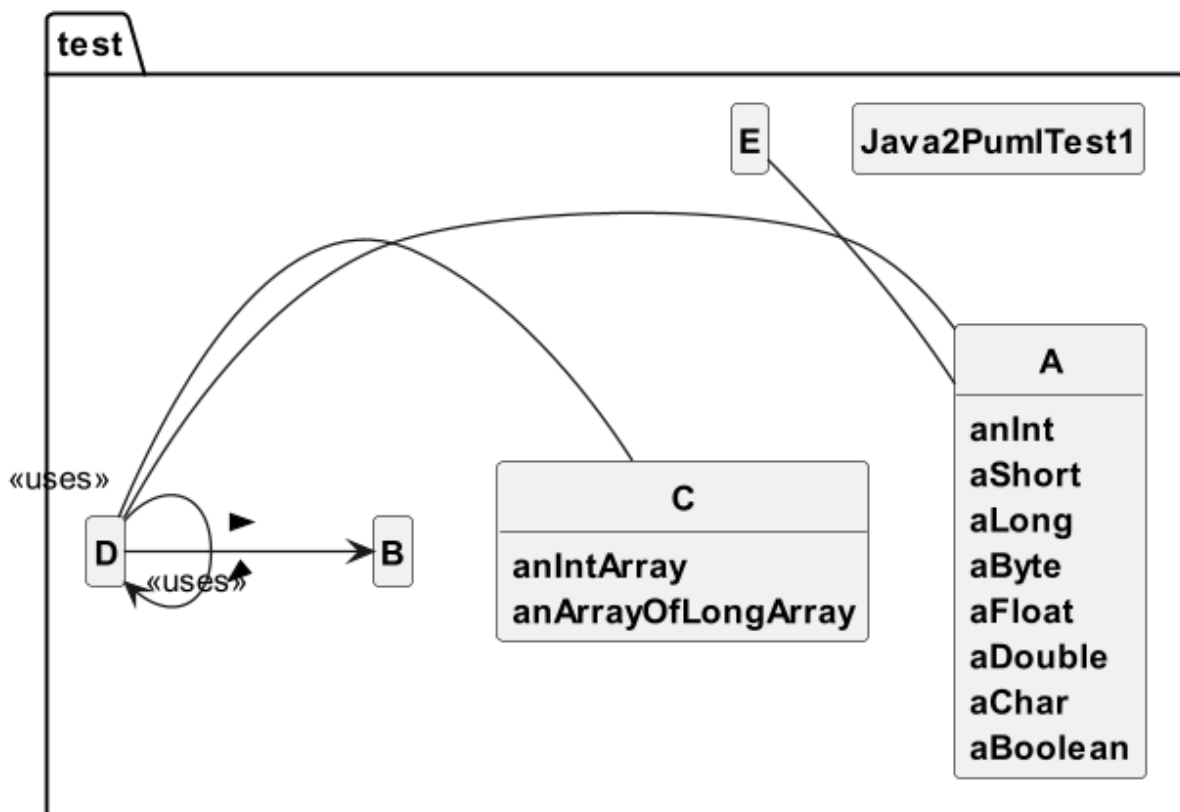 test
E
Java2PumlTest1
A
anInt
aShort
aLong
aByte
aFloat
aDouble
aChar
aBoolean
C
anIntArray
anArrayOfLongArray
«uses»
D
B
«uses»